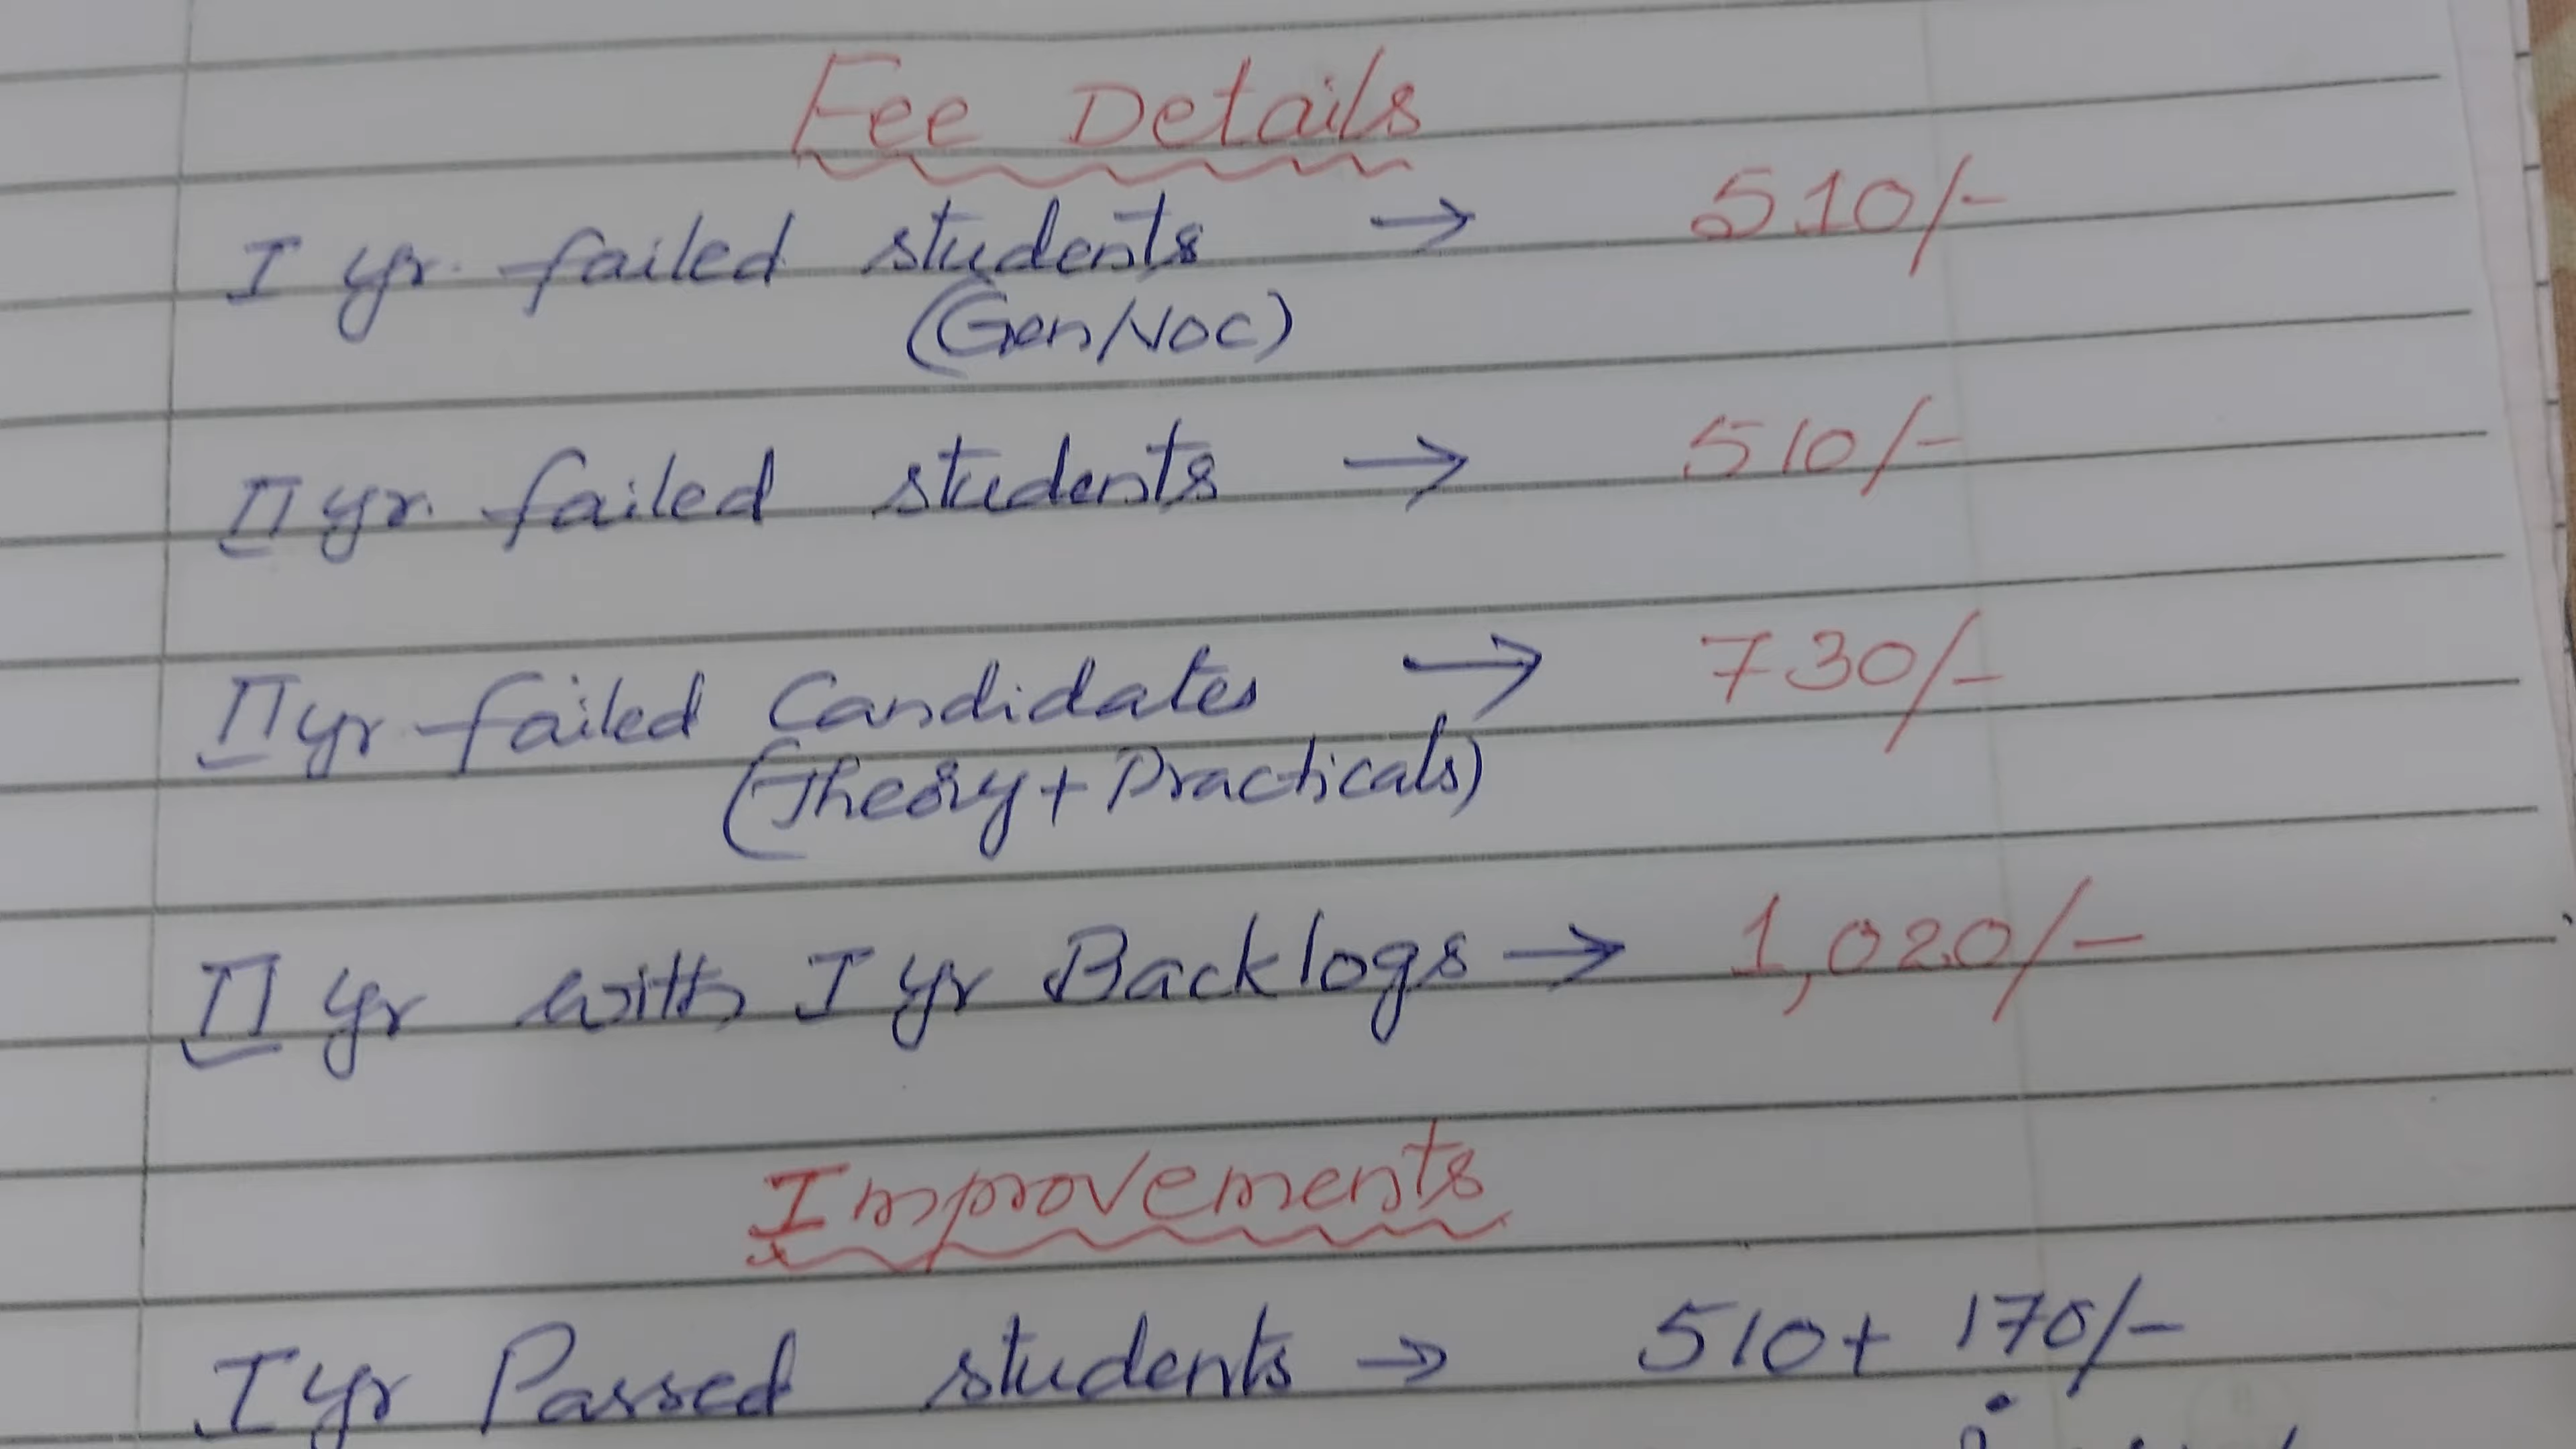 Fee Details
I yr. failed students → 510/-
(Gen/Voc)
II yr. failed students → 510/-
II yr failed Candidates → 730/-
(Theory + Practicals)
II yr with I yr Backlogs → 1,020/-
Improvements
I yr Passed students → 510 + 170/-